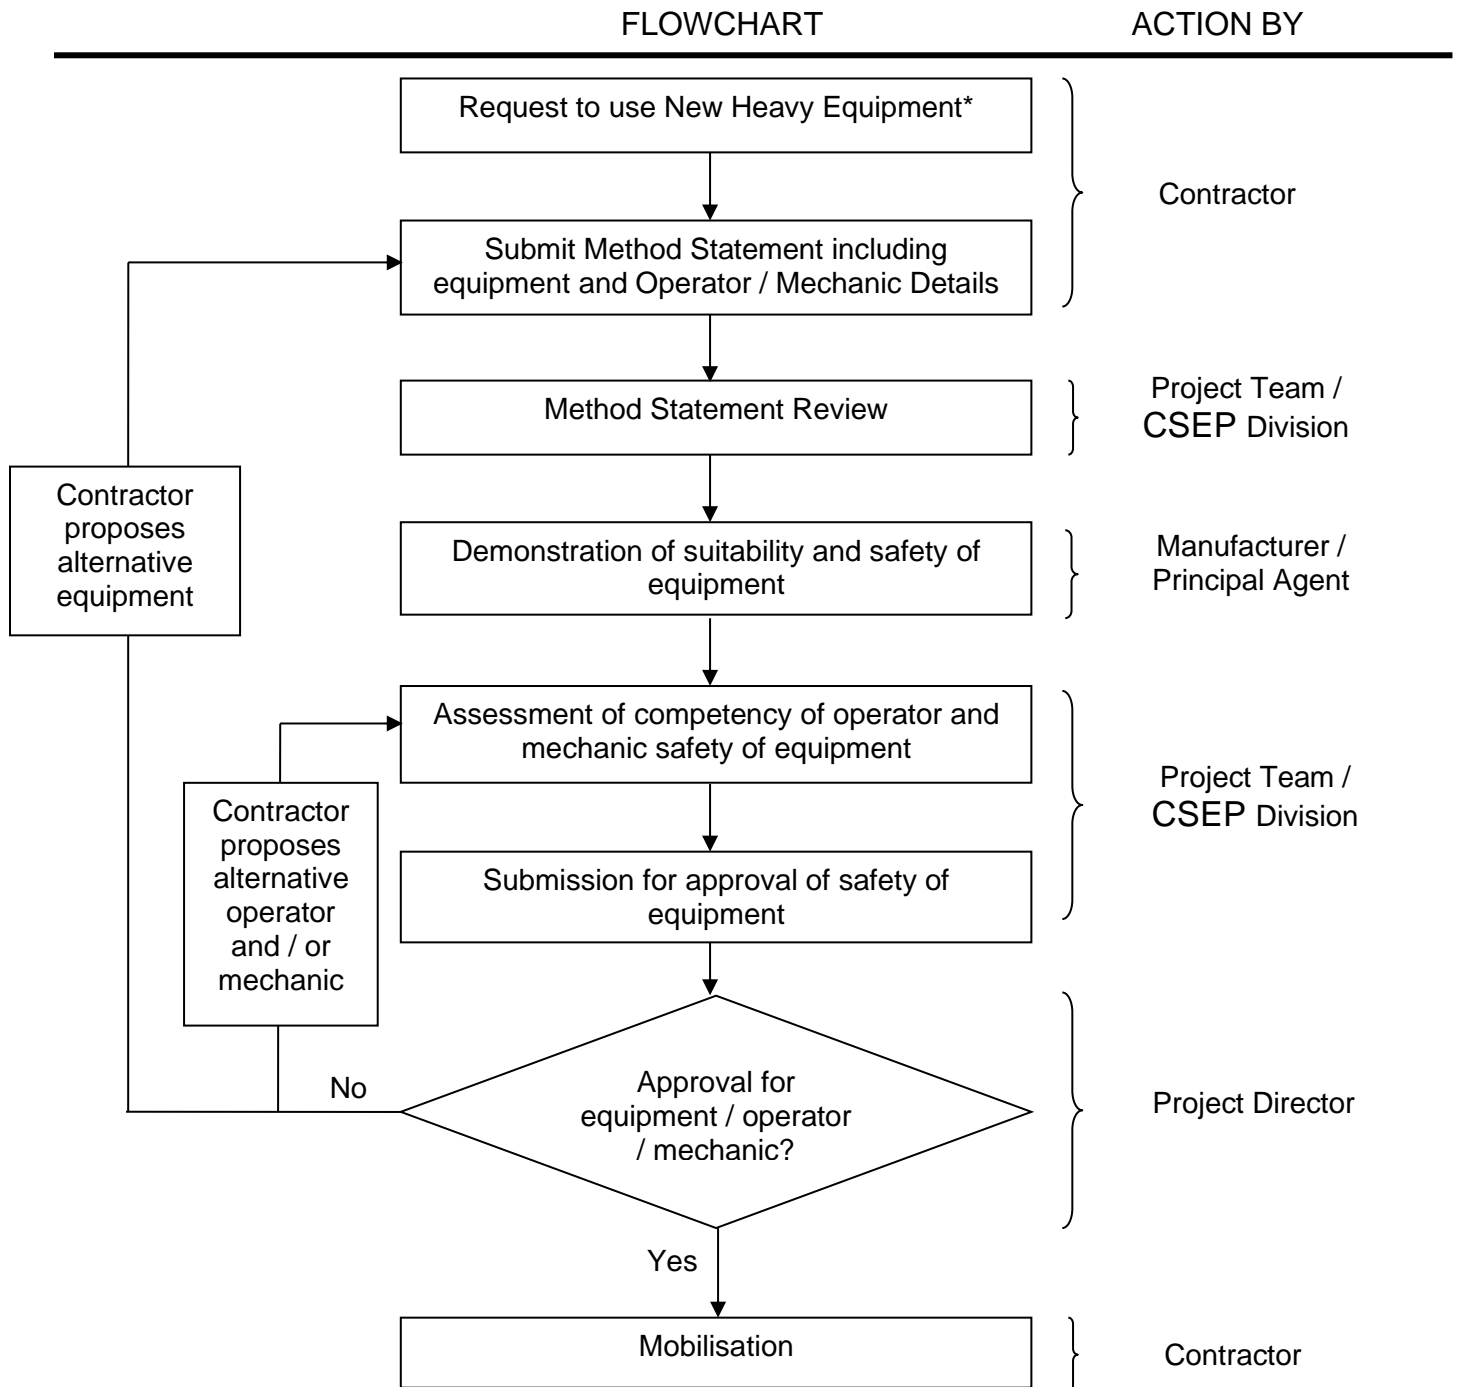 FLOWCHART
ACTION BY
Request to use New Heavy Equipment*
Contractor
Submit Method Statement including
equipment and Operator / Mechanic Details
Method Statement Review
Project Team /
CSEP Division
Contractor
proposes
alternative
equipment
Demonstration of suitability and safety of
equipment
Manufacturer /
Principal Agent
Assessment of competency of operator and
mechanic safety of equipment
Contractor
proposes
alternative
operator
and / or
mechanic
Project Team /
CSEP Division
Submission for approval of safety of
equipment
No
Approval for
equipment / operator
/ mechanic?
Project Director
Yes
Mobilisation
Contractor